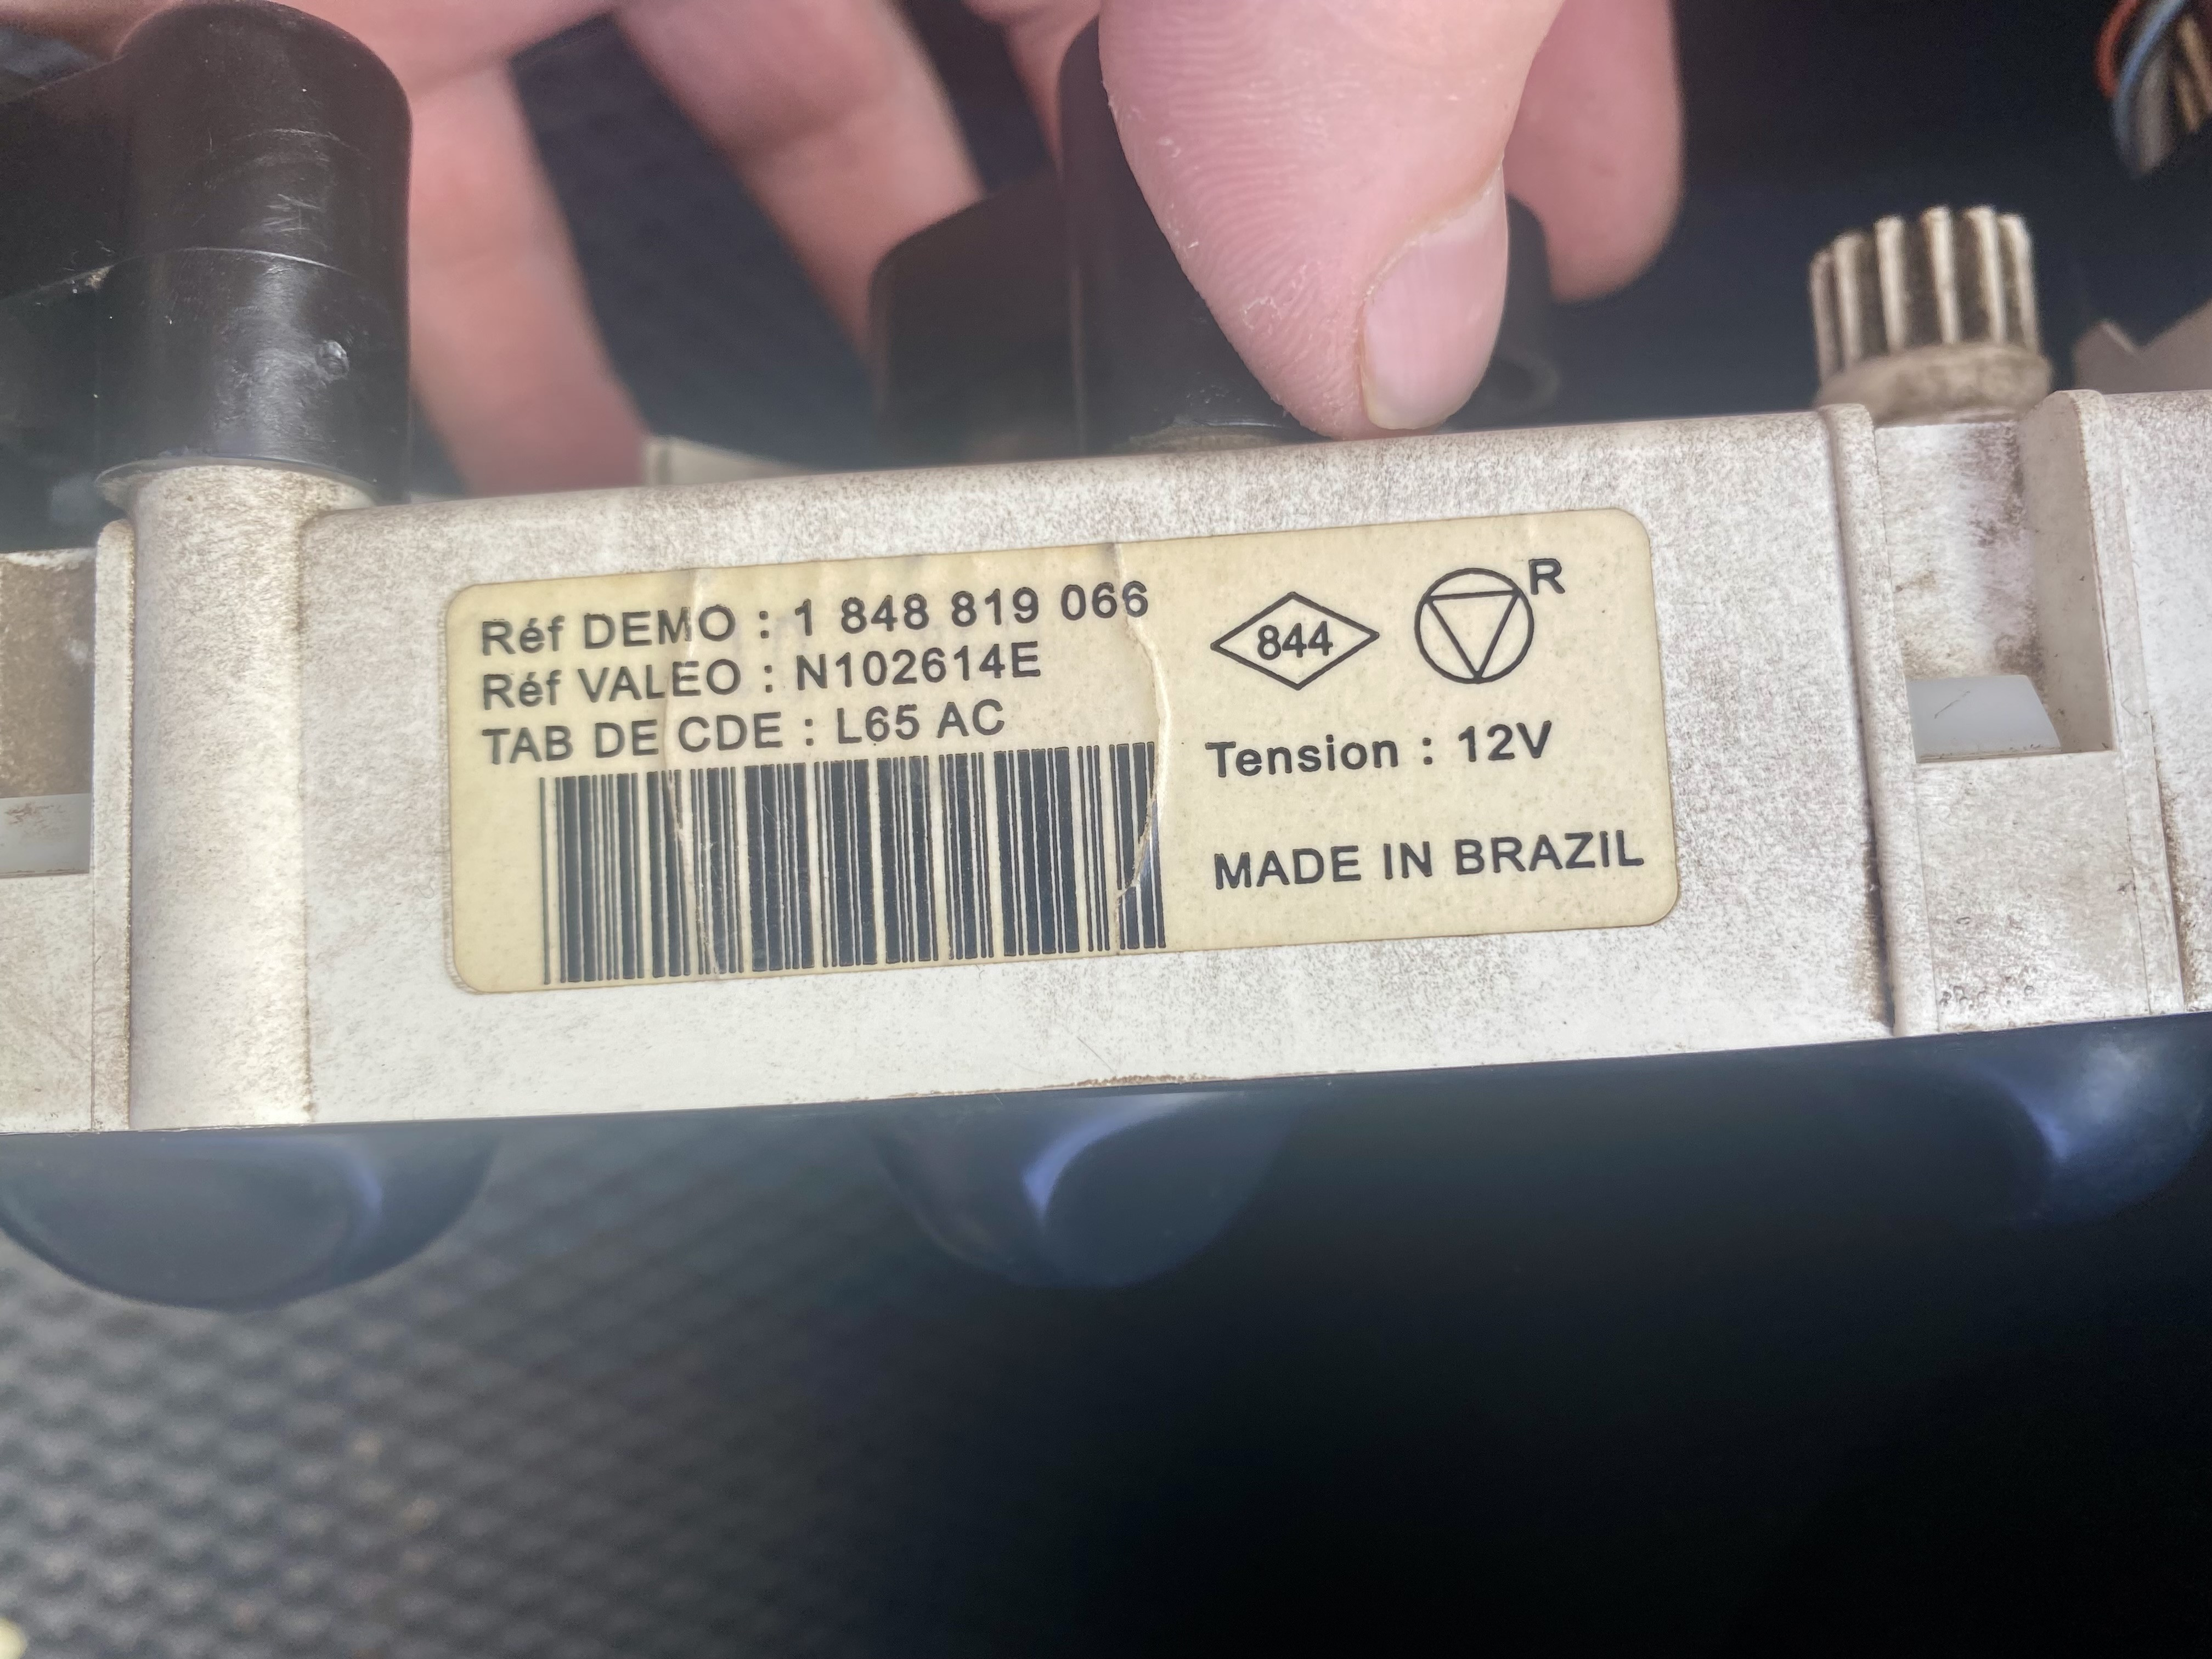 Réf DEMO : 1 848 819 066
Réf VALEO : N102614E
TAB DE CDE : L65 AC
844
R
Tension : 12V
MADE IN BRAZIL